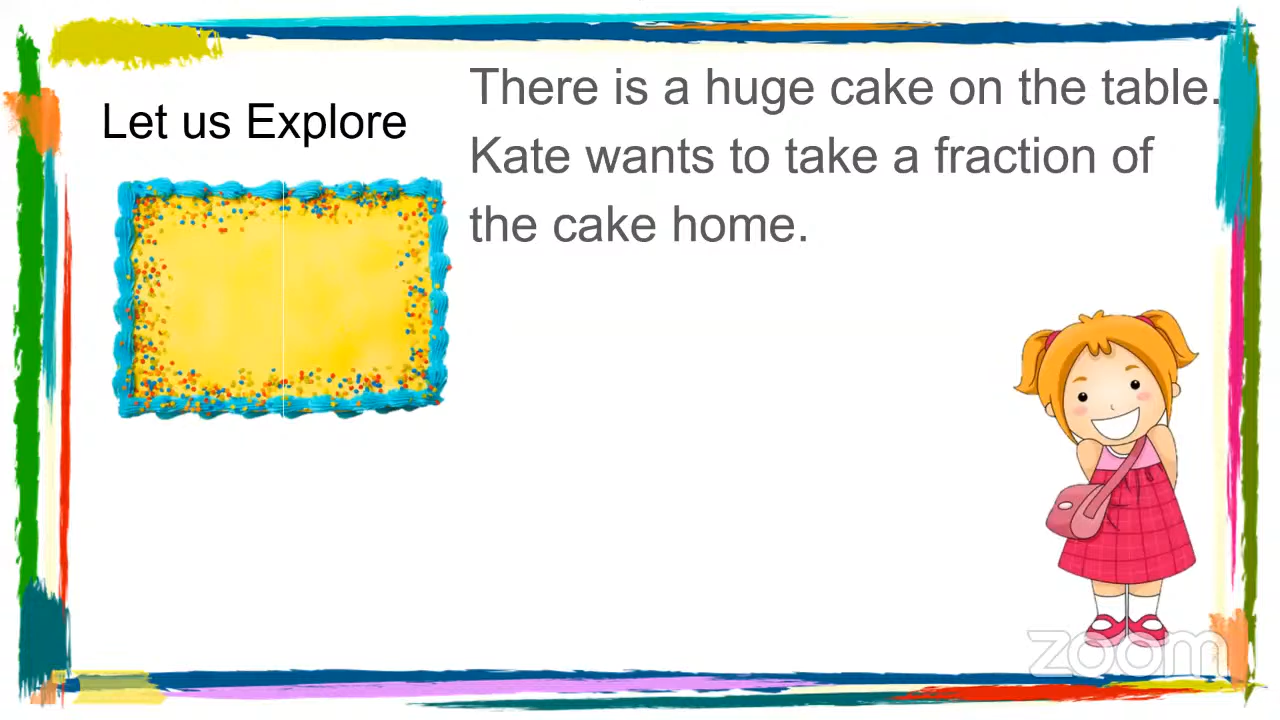 Let us Explore
There is a huge cake on the table.
Kate wants to take a fraction of
the cake home.
zoom